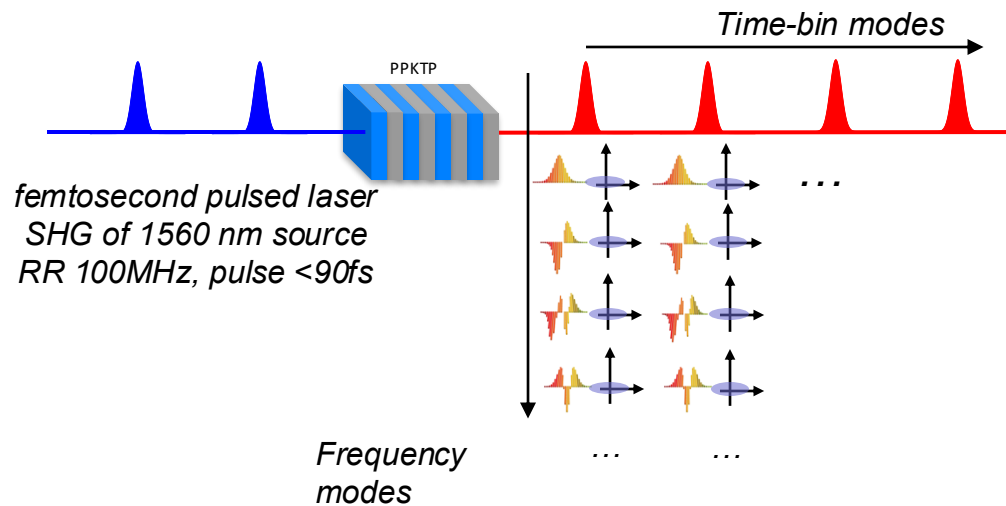 Time-bin modes
PPKTP
femtosecond pulsed laser
SHG of 1560 nm source
RR 100MHz, pulse <90fs
...
Frequency
modes
... ...